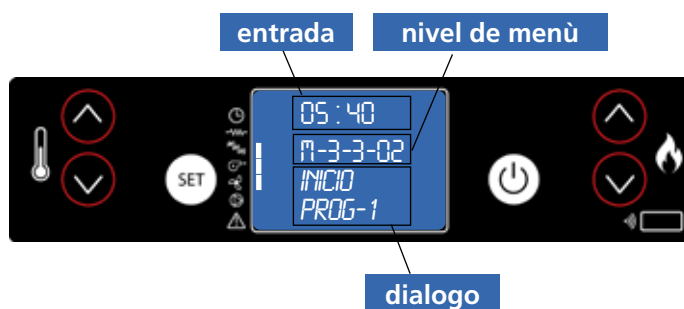 entrada
nivel de menù
05:40
M-3-3-02
SET
INICIO
PROG-1
dialogo